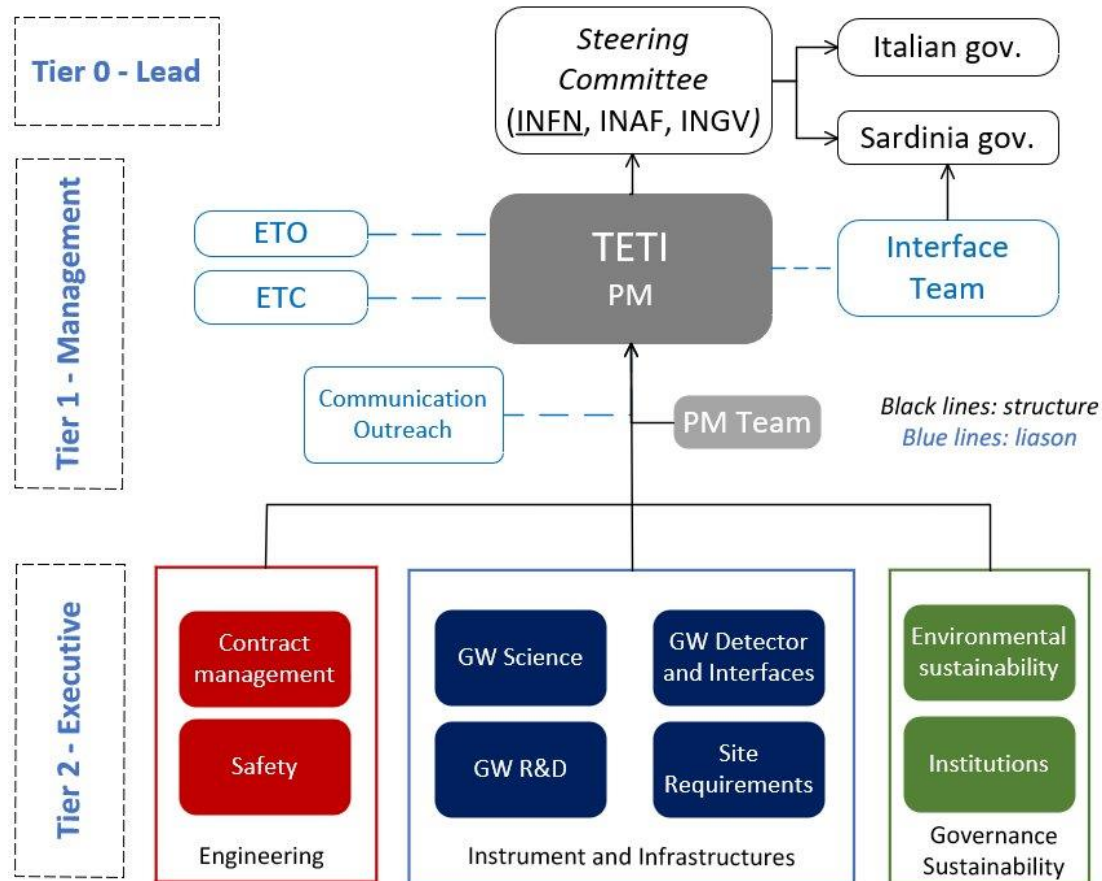 Tier 0 - Lead
Steering
Committee
(INFN, INAF, INGV)
Italian gov.
Sardinia gov.
Tier 1 - Management
ETO
ETC
TETI
PM
Interface
Team
Communication
Outreach
PM Team
Black lines: structure
Blue lines: liason
Tier 2 - Executive
Contract
management
Safety
Engineering
GW Science
GW Detector
and Interfaces
GW R&D
Site
Requirements
Instrument and Infrastructures
Environmental
sustainability
Institutions
Governance
Sustainability